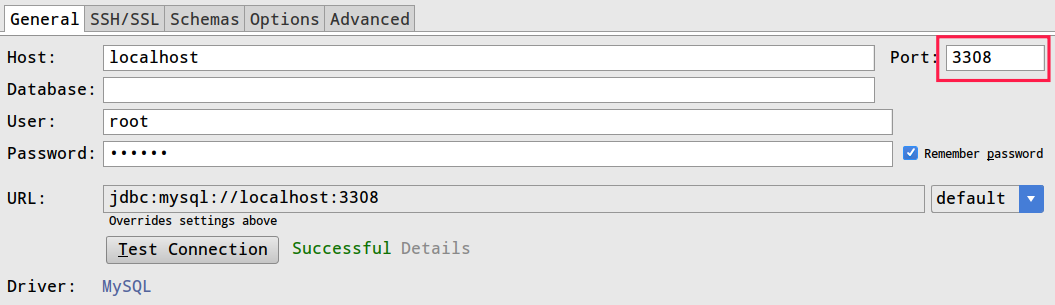 General SSH/SSL Schemas Options Advanced
Host: localhost Port: 3308
Database:
User: root
Password: •••••• Remember password
URL: jdbc:mysql://localhost:3308 default
Overrides settings above
Test Connection Successful Details
Driver: MySQL